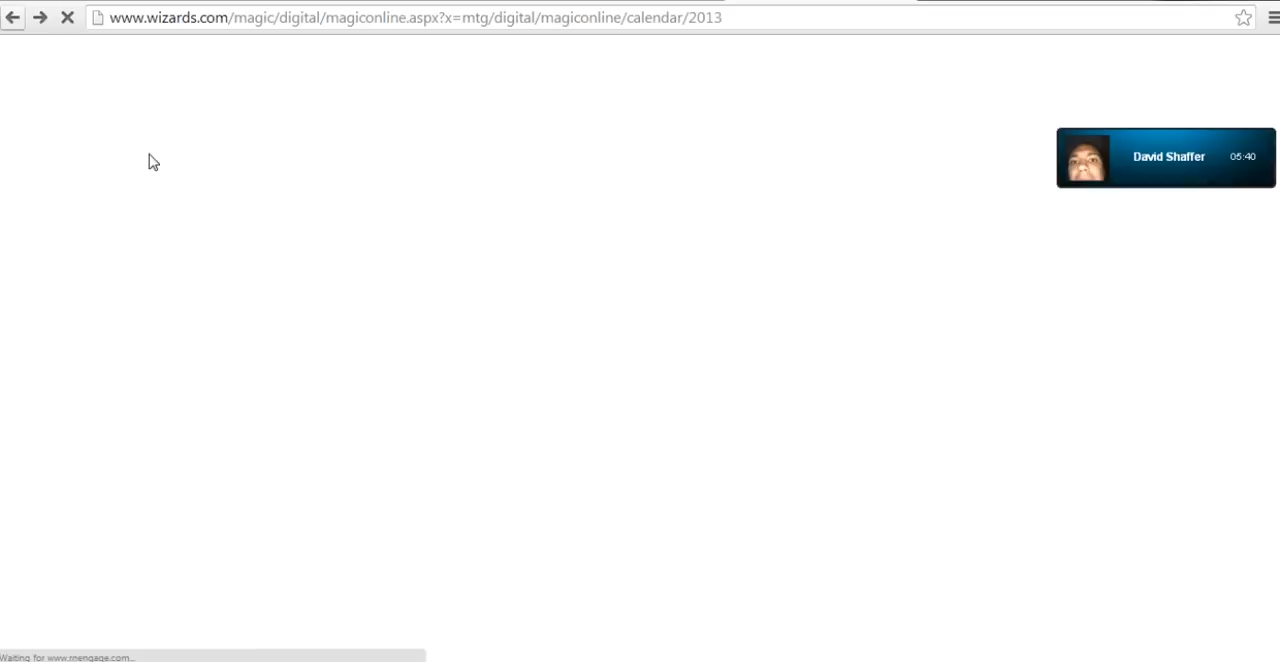 www.wizards.com/magic/digital/magiconline.aspx?x=mtg/digital/magiconline/calendar/2013
David Shaffer 05:40
Waiting for www.rnengage.com...